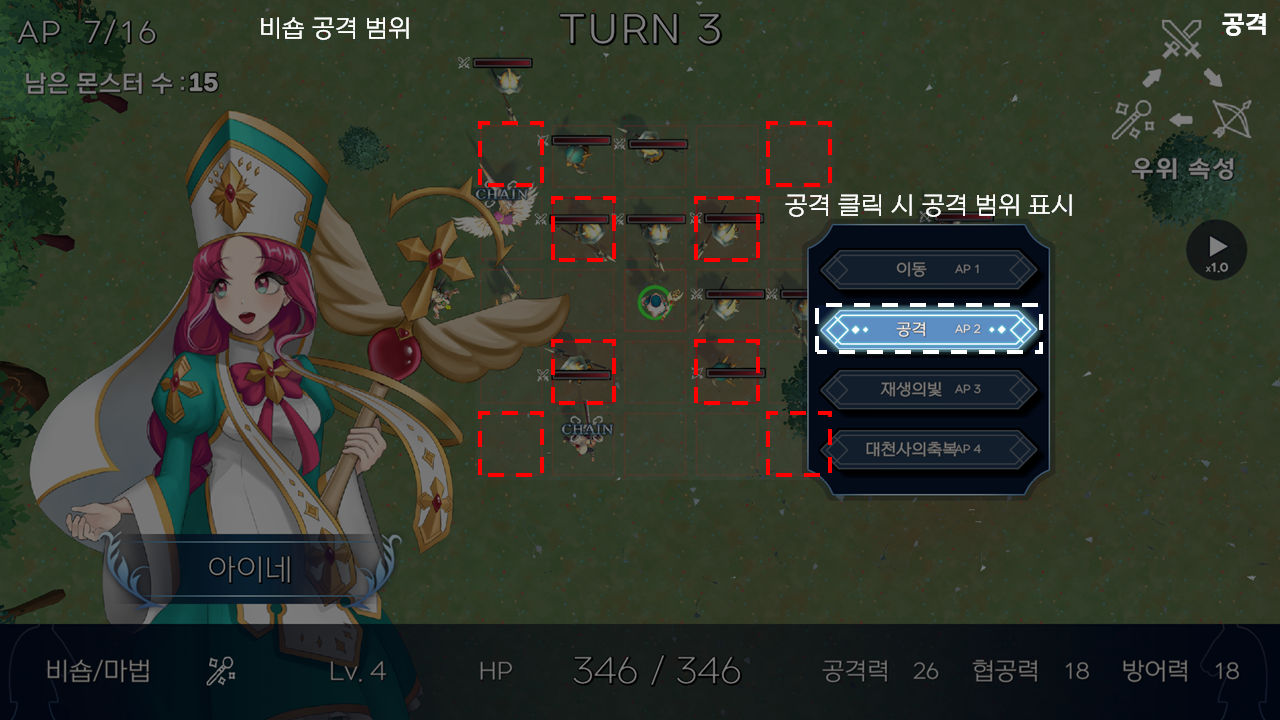 AP 7/16
비숍 공격 범위
TURN 3
공격
남은 몬스터 수 : 15
우위 속성
CHAIN
공격 클릭 시 공격 범위 표시
x1.0
이동 AP 1
공격 AP 2
재생의빛 AP 3
대천사의축복 AP 4
CHAIN
아이네
비숍/마법 LV. 4 HP 346 / 346 공격력 26 협공력 18 방어력 18